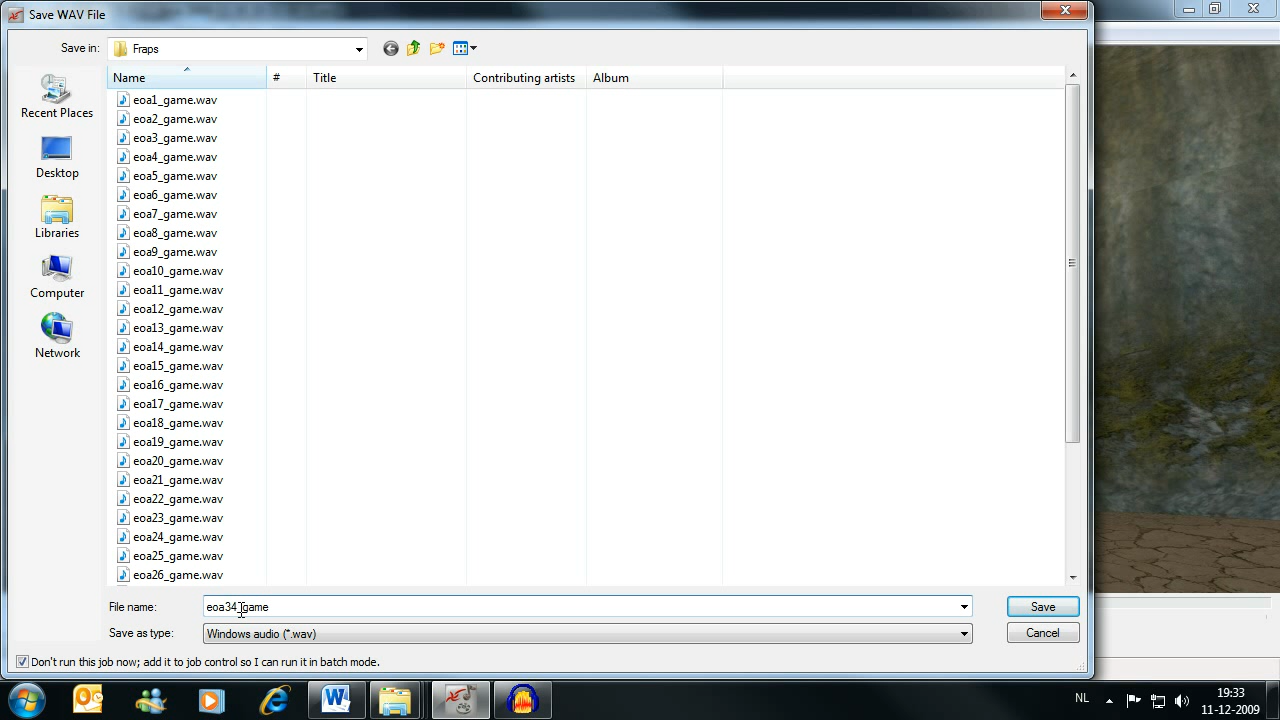 Save WAV File
Save in: Fraps
Name # Title Contributing artists Album
Recent Places
Desktop
Libraries
Computer
Network
eoa1_game.wav
eoa2_game.wav
eoa3_game.wav
eoa4_game.wav
eoa5_game.wav
eoa6_game.wav
eoa7_game.wav
eoa8_game.wav
eoa9_game.wav
eoa10_game.wav
eoa11_game.wav
eoa12_game.wav
eoa13_game.wav
eoa14_game.wav
eoa15_game.wav
eoa16_game.wav
eoa17_game.wav
eoa18_game.wav
eoa19_game.wav
eoa20_game.wav
eoa21_game.wav
eoa22_game.wav
eoa23_game.wav
eoa24_game.wav
eoa25_game.wav
eoa26_game.wav
File name: eoa34_game Save
Save as type: Windows audio (*.wav) Cancel
Don't run this job now; add it to job control so I can run it in batch mode.
NL 19:33
11-12-2009